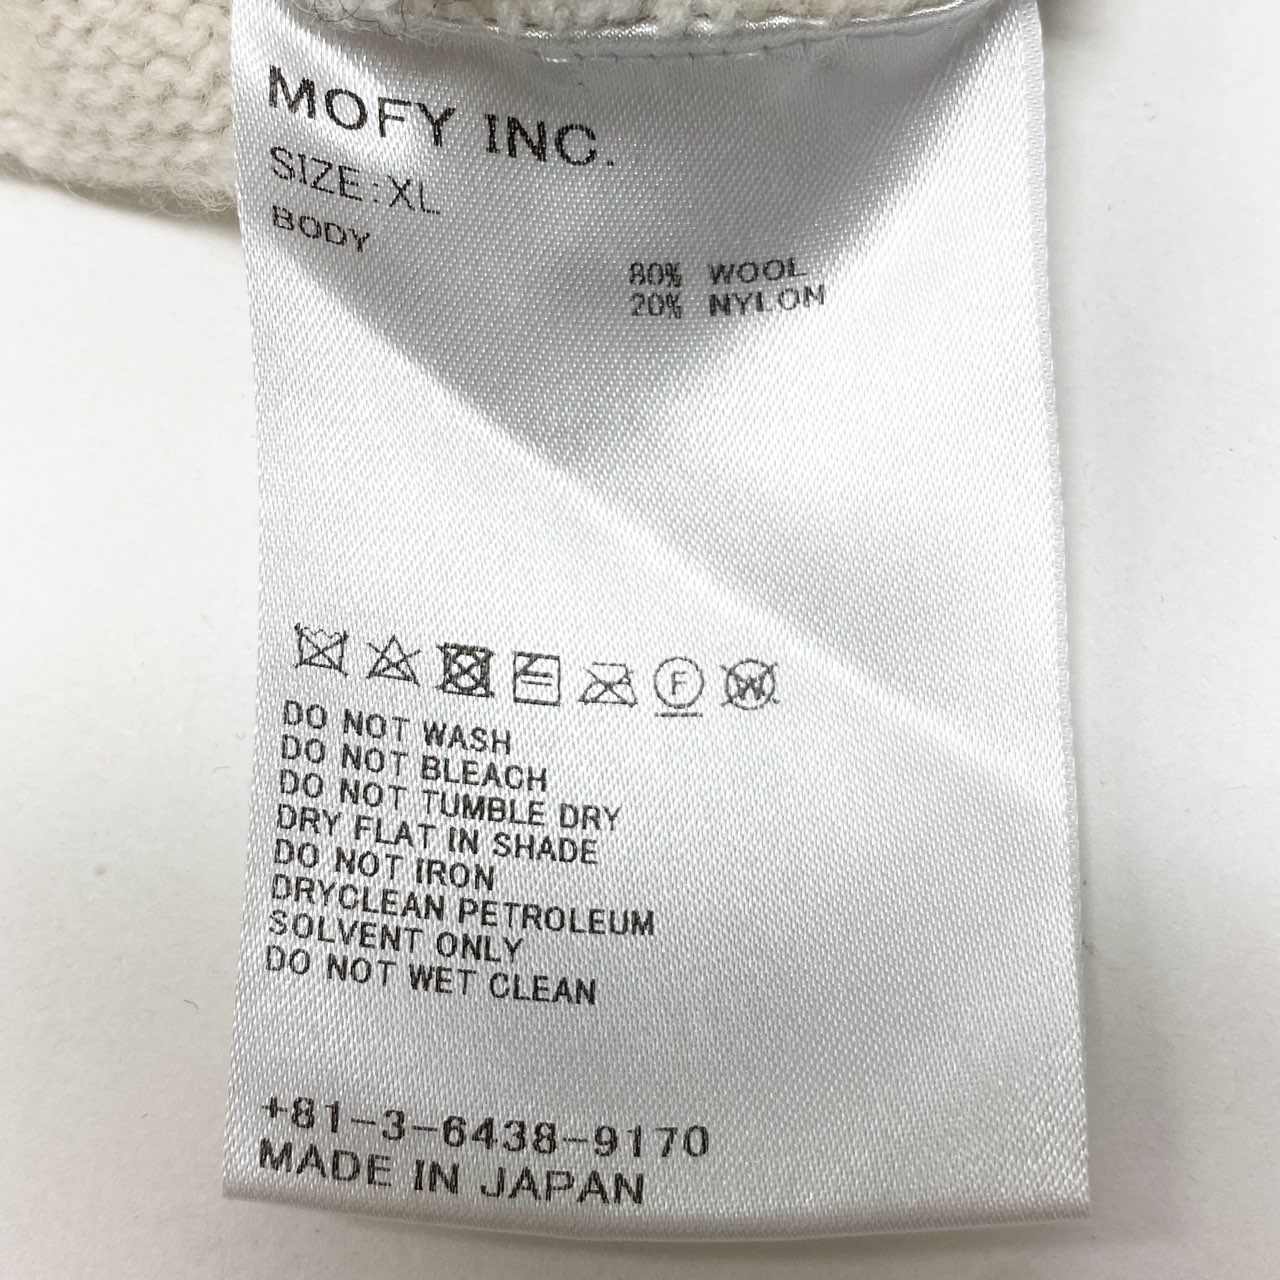 MOFY INC.
SIZE:XL
BODY
80% WOOL
20% NYLON
F W
DO NOT WASH
DO NOT BLEACH
DO NOT TUMBLE DRY
DRY FLAT IN SHADE
DO NOT IRON
DRYCLEAN PETROLEUM
SOLVENT ONLY
DO NOT WET CLEAN
+81-3-6438-9170
MADE IN JAPAN